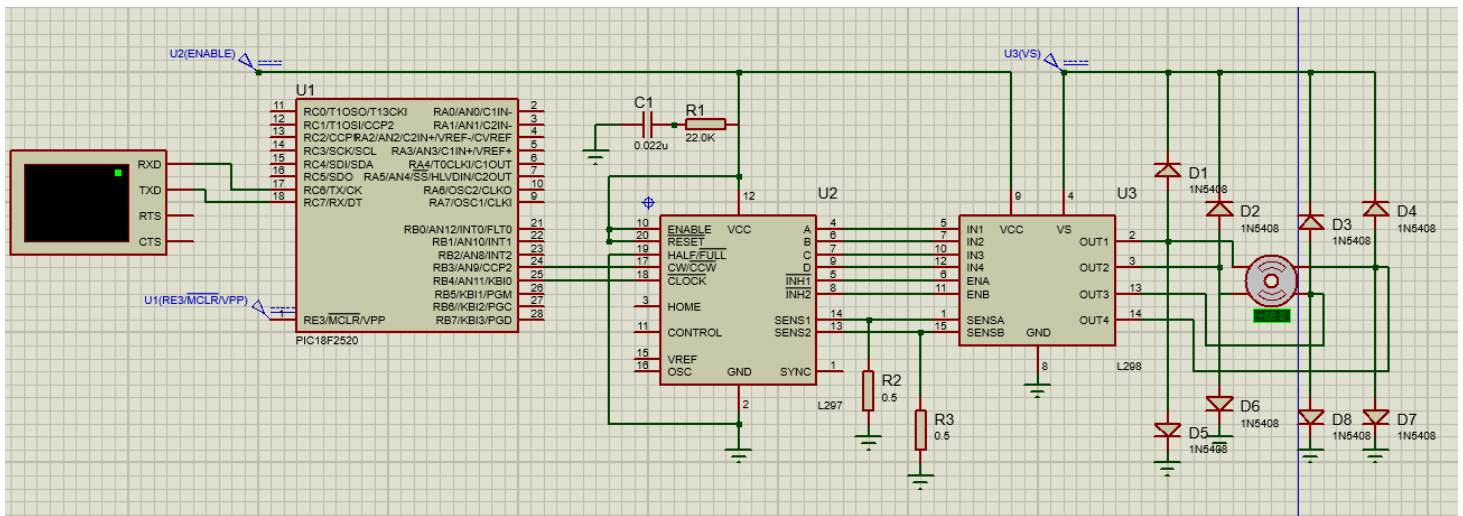 U2(ENABLE)
U3(VS)
U1
11 RC0/T1OSO/T13CKI RA0/AN0/C1IN- 2
12 RC1/T1OSI/CCP2 RA1/AN1/C2IN- 3
13 RC2/CCP1 RA2/AN2/C2IN+/VREF-/CVREF 4
14 RC3/SCK/SCL RA3/AN3/C1IN+/VREF+ 5
15 RC4/SDI/SDA RA4/T0CLKI/C1OUT 6
16 RC5/SDO RA5/AN4/SS/HLVDIN/C2OUT 7
17 RC6/TX/CK RA6/OSC2/CLKO 10
18 RC7/RX/DT RA7/OSC1/CLKI 9
RB0/AN12/INT0/FLT0 21
RB1/AN10/INT1 22
RB2/AN8/INT2 23
RB3/AN9/CCP2 24
RB4/AN11/KBI0 25
RB5/KBI1/PGM 26
RB6/KBI2/PGC 27
1 RE3/MCLR/VPP RB7/KBI3/PGD 28
PIC18F2520
U1(RE3/MCLR/VPP)
RXD
TXD
RTS
CTS
C1
0.022u
R1
22.0K
U2
12
10 ENABLE VCC A 4
20 RESET B 6
19 HALF/FULL C 7
17 CW/CCW D 9
18 CLOCK INH1 5
INH2 8
3 HOME
SENS1 14
11 CONTROL SENS2 13
15 VREF
16 OSC GND SYNC 1
2
L297
R2
0.5
R3
0.5
U3
9 4
5 IN1 VCC VS
7 IN2 OUT1 2
10 IN3
12 IN4 OUT2 3
6 ENA
11 ENB OUT3 13
1 SENSA OUT4 14
15 SENSB GND
8
L298
D1
1N5408
D2
1N5408
D3
1N5408
D4
1N5408
D5
1N5408
D6
1N5408
D8
1N5408
D7
1N5408